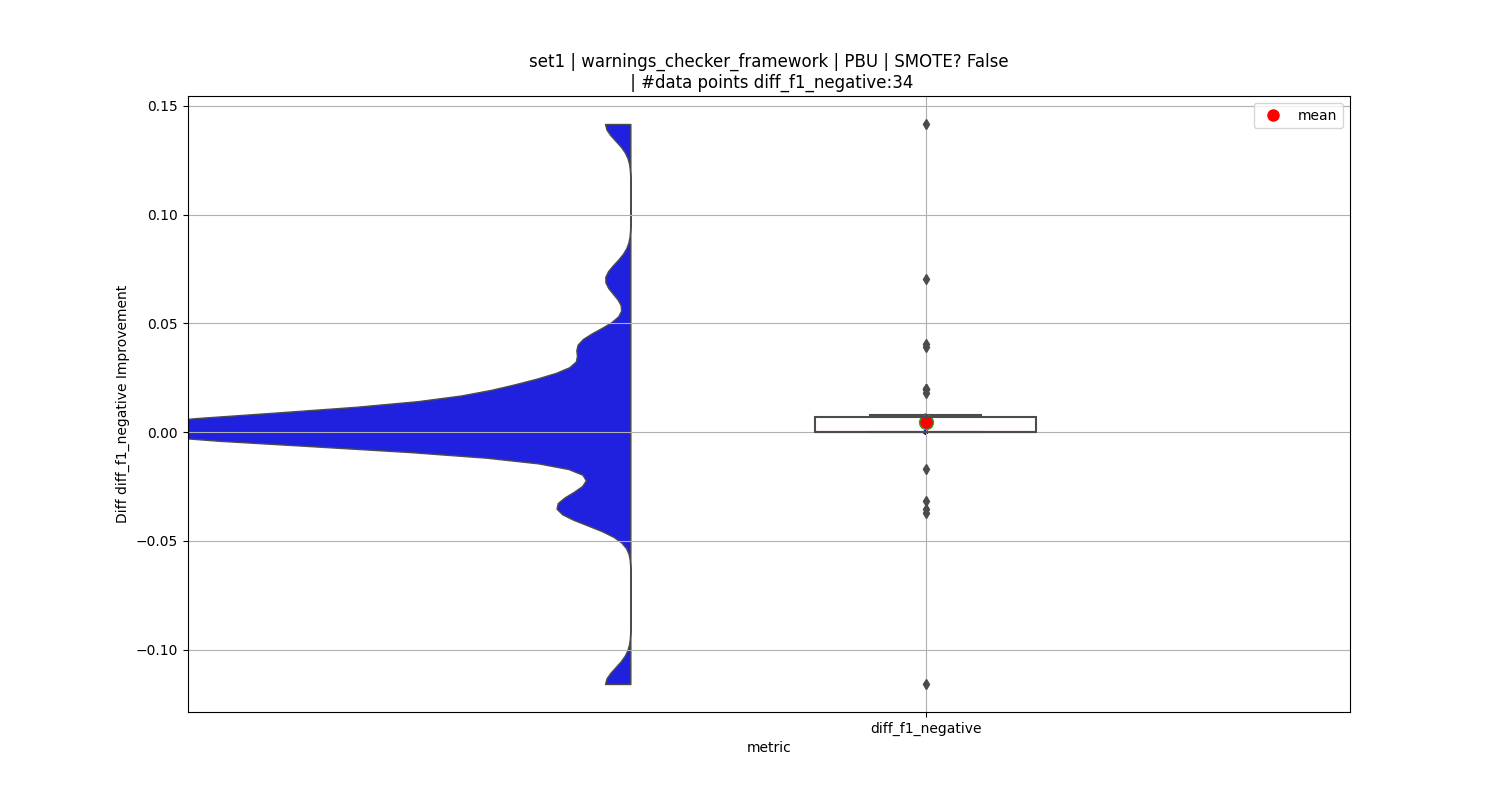 set1 | warnings_checker_framework | PBU | SMOTE? False
| #data points diff_f1_negative:34
mean
0.15
0.10
0.05
0.00
−0.05
−0.10
Diff diff_f1_negative Improvement
diff_f1_negative
metric